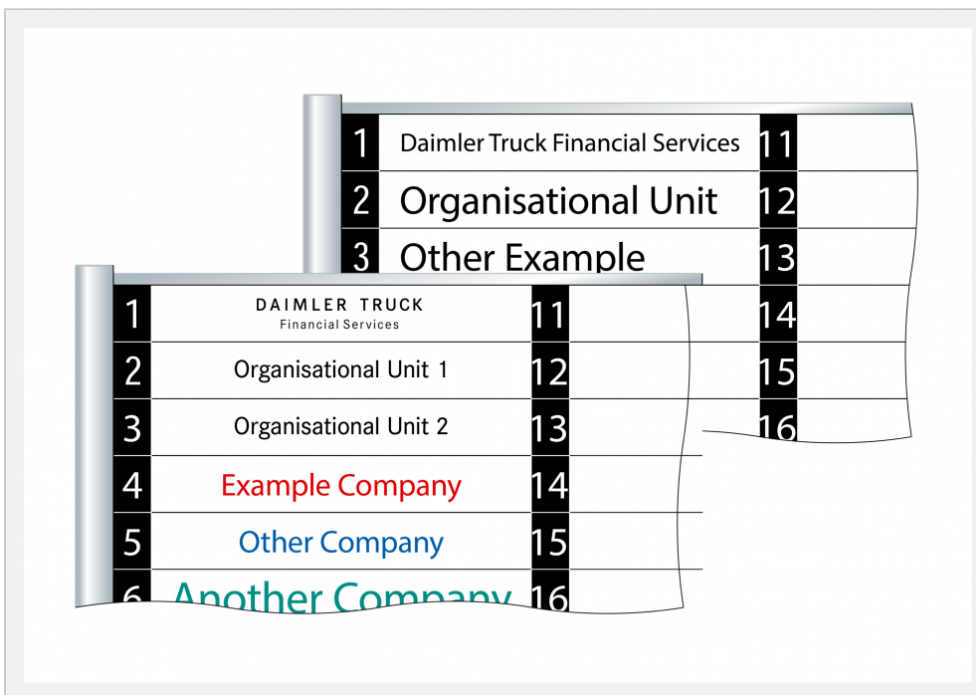 1 Daimler Truck Financial Services 11
2 Organisational Unit 12
3 Other Example 13
14
15
16
1 DAIMLER TRUCK 11
Financial Services
2 Organisational Unit 1 12
3 Organisational Unit 2 13
4 Example Company 14
5 Other Company 15
6 Another Company 16